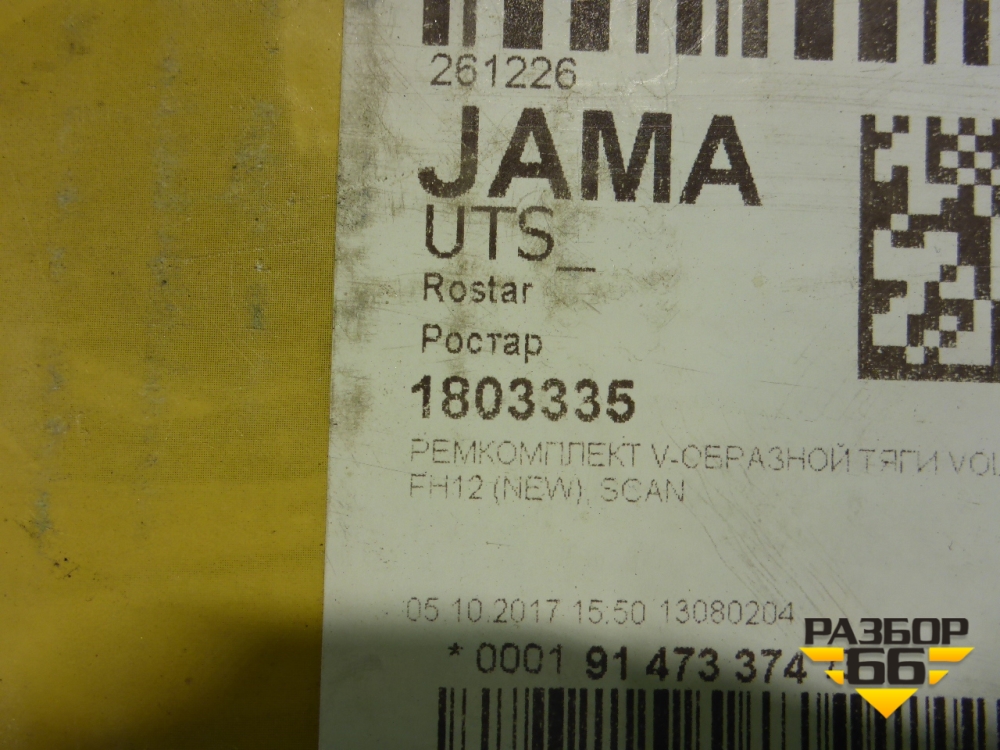 261226
JAMA
UTS_
Rostar
Ростар
1803335
РЕМКОМПЛЕКТ V-ОБРАЗНОЙ ТЯГИ
FH12 (NEW), SCAN
05.10.2017 15:50 13080204
*0001 91 473 374
РАЗБОР
66